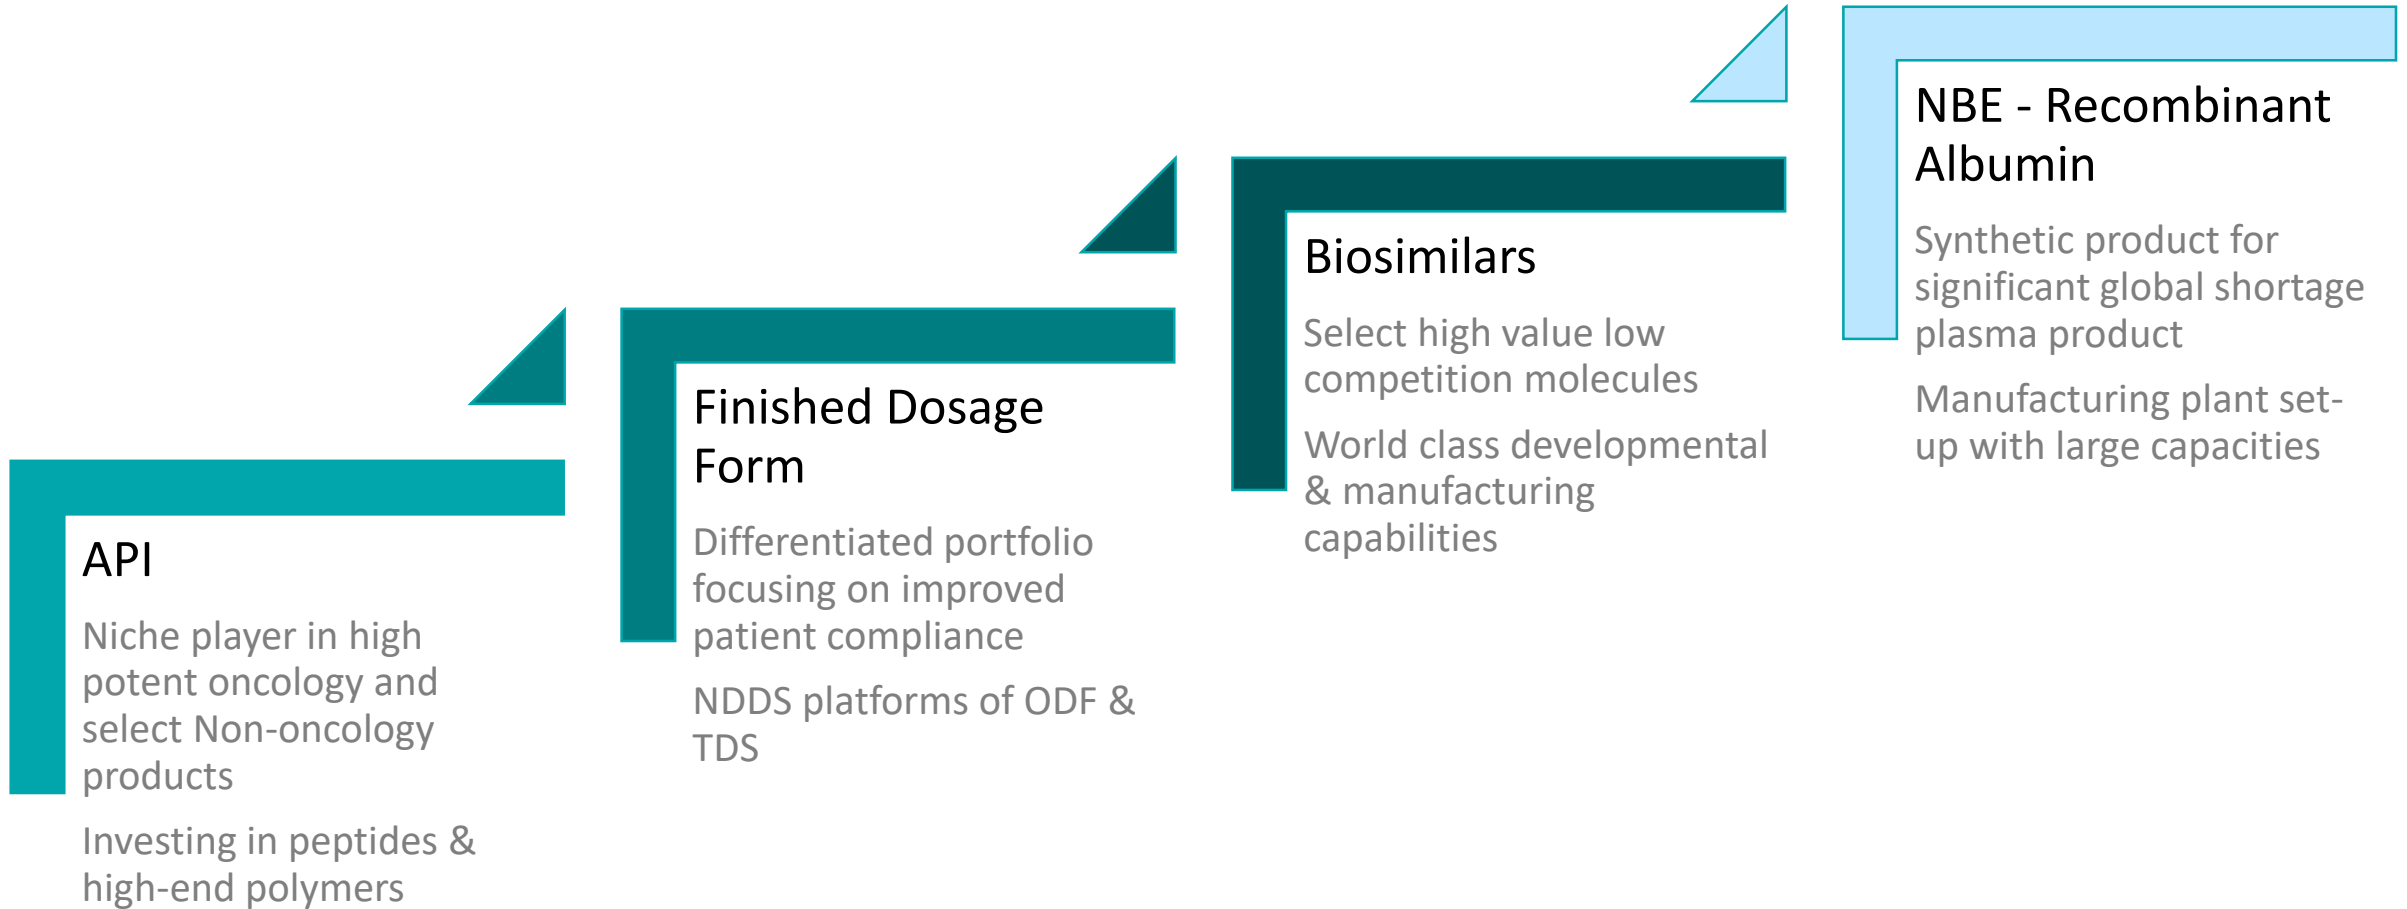 API
Niche player in high
potent oncology and
select Non-oncology
products
Investing in peptides &
high-end polymers
Finished Dosage
Form
Differentiated portfolio
focusing on improved
patient compliance
NDDS platforms of ODF &
TDS
Biosimilars
Select high value low
competition molecules
World class developmental
& manufacturing
capabilities
NBE - Recombinant
Albumin
Synthetic product for
significant global shortage
plasma product
Manufacturing plant set-
up with large capacities